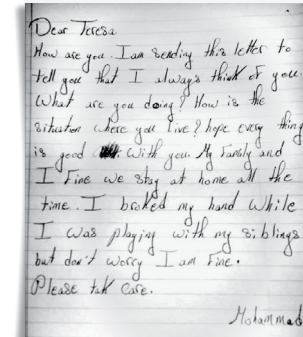 Dear Teresa
How are you. I am sending this letter to
tell you that I always think of you
What are you doing? How is the
situation where you live? hope every thing
is good with you. My Family and
I Fine we stay at home all the
time. I broked my hand while
I was playing with my siblings
but don't worry I am Fine.
Please tak care.
Mohammad